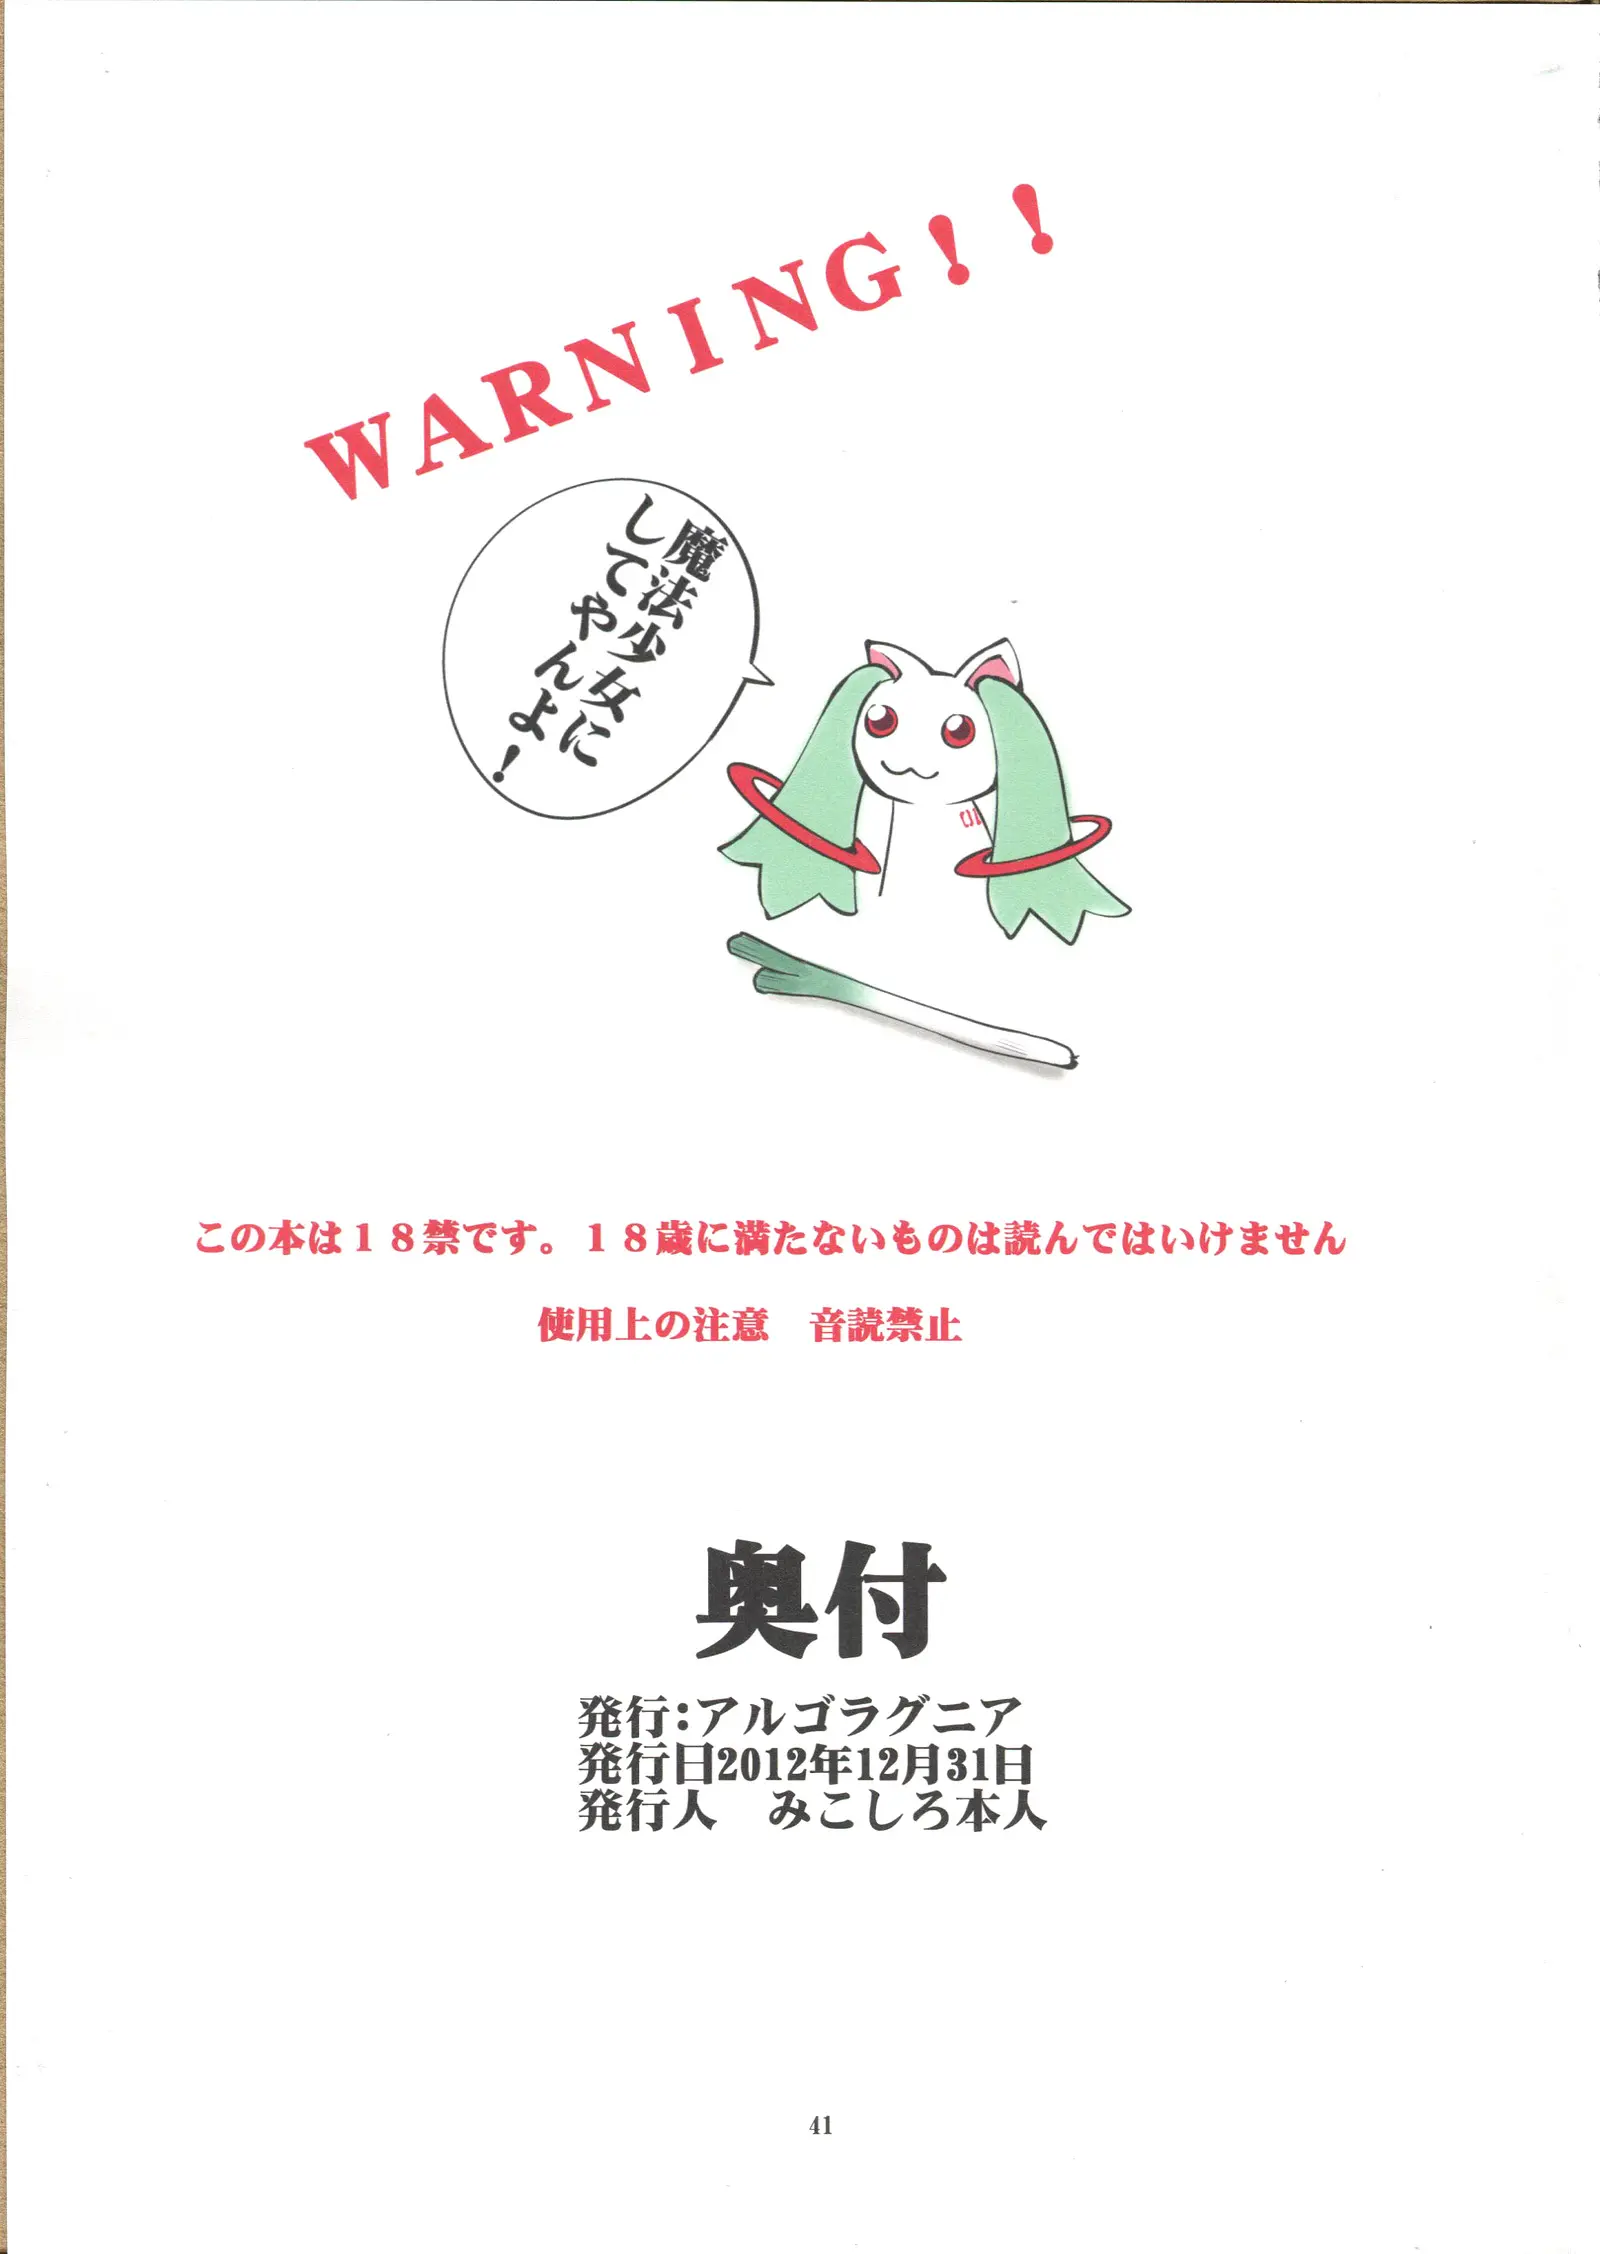 WARNING！！
魔法少女に
してやんよ！
この本は１８禁です。１８歳に満たないものは読んではいけません
使用上の注意　音読禁止
奥付
発行：アルゴラグニア
発行日2012年12月31日
発行人　みこしろ本人
41